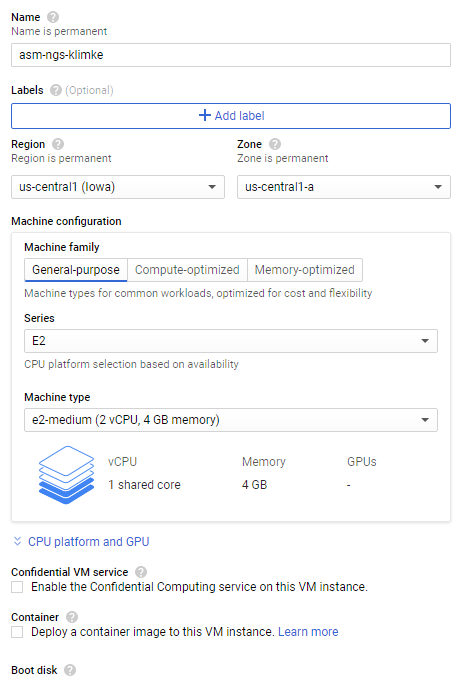 Name
Name is permanent
asm-ngs-klimke
Labels (Optional)
+ Add label
Region
Region is permanent
Zone
Zone is permanent
us-central1 (Iowa)
us-central1-a
Machine configuration
Machine family
General-purpose Compute-optimized Memory-optimized
Machine types for common workloads, optimized for cost and flexibility
Series
E2
CPU platform selection based on availability
Machine type
e2-medium (2 vCPU, 4 GB memory)
vCPU Memory GPUs
1 shared core 4 GB -
CPU platform and GPU
Confidential VM service
Enable the Confidential Computing service on this VM instance.
Container
Deploy a container image to this VM instance. Learn more
Boot disk